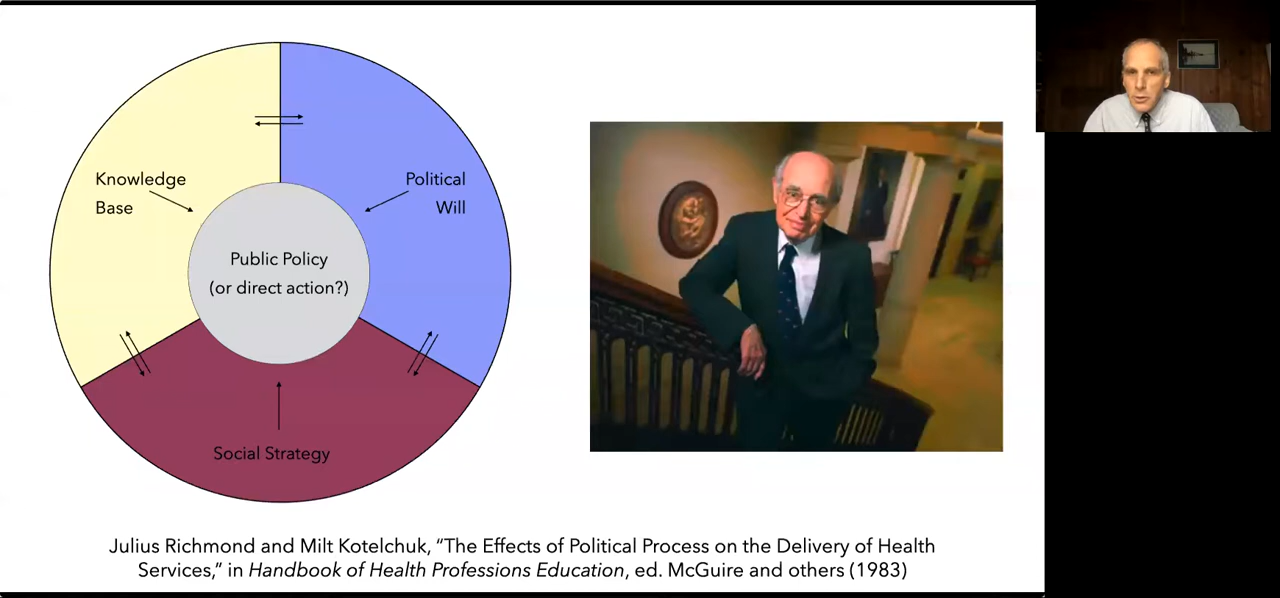 Knowledge
Base
Political
Will
Public Policy
(or direct action?)
Social Strategy
Julius Richmond and Milt Kotelchuk, “The Effects of Political Process on the Delivery of Health
Services,” in Handbook of Health Professions Education, ed. McGuire and others (1983)